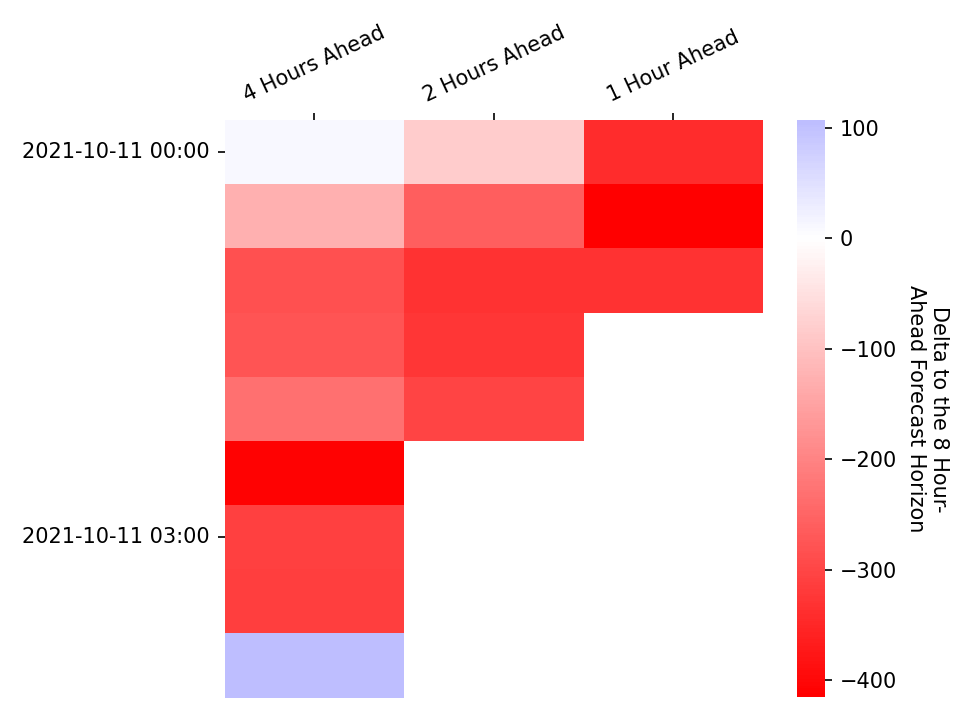 4 Hours Ahead
2 Hours Ahead
1 Hour Ahead
2021-10-11 00:00
2021-10-11 03:00
100
0
−100
−200
−300
−400
Delta to the 8 Hour-
Ahead Forecast Horizon